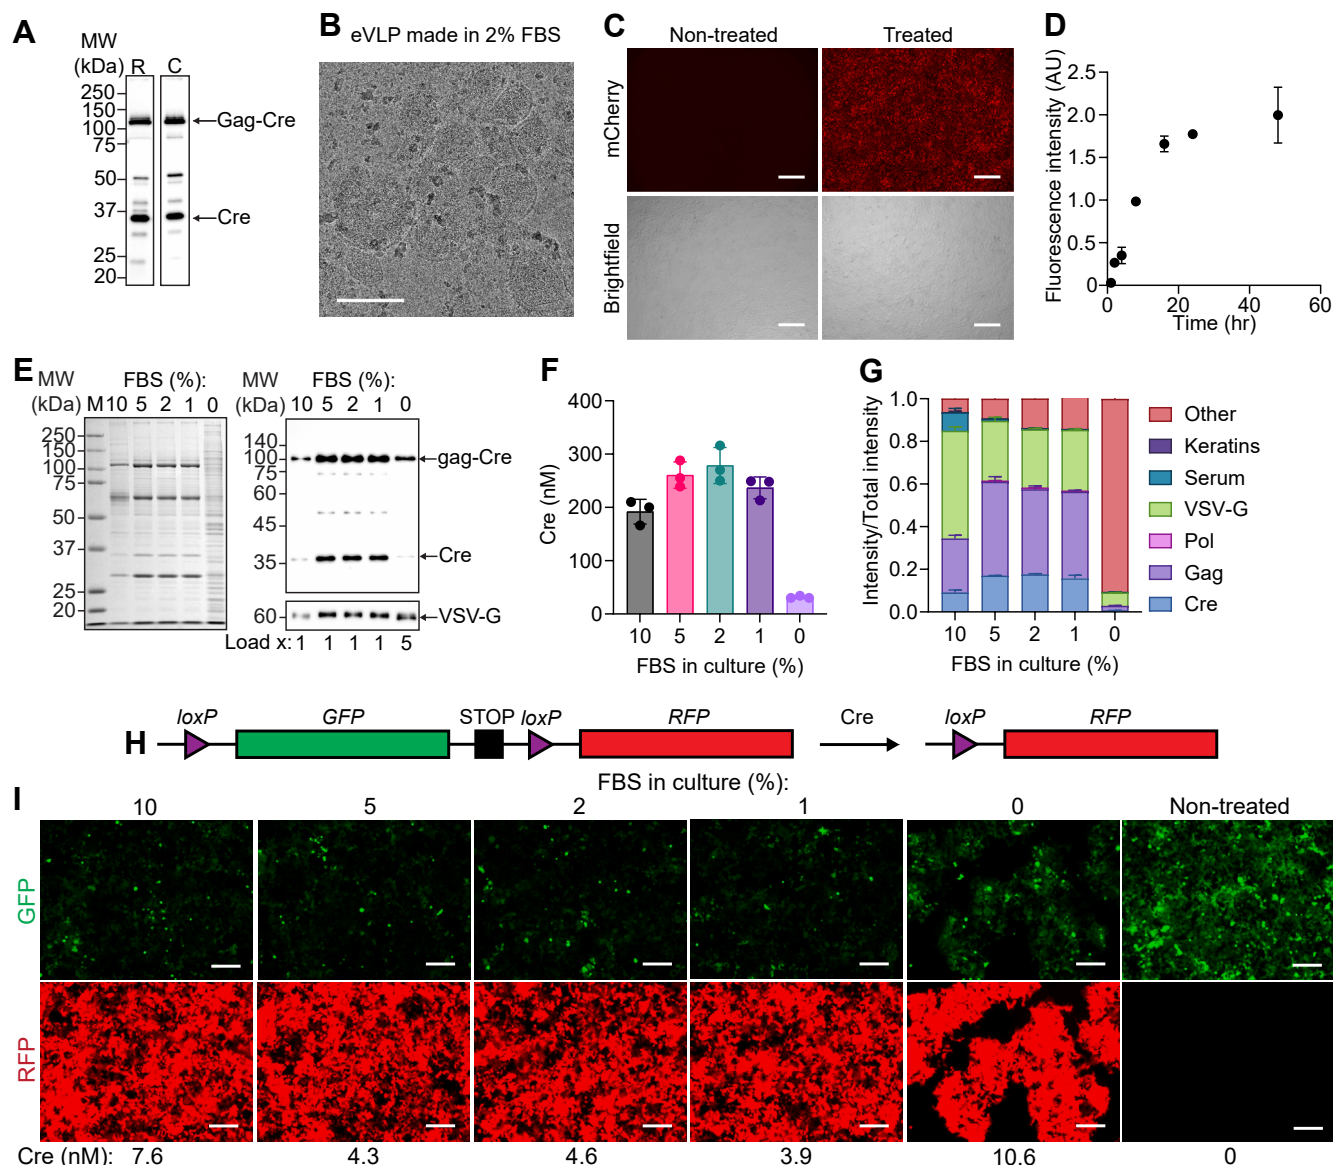 A
MW
(kDa)
R
C
250
150
100
75
50
37
25
20
Gag-Cre
Cre
B
eVLP made in 2% FBS
C
Non-treated
Treated
mCherry
Brightfield
D
Fluorescence intensity (AU)
2.5
2.0
1.5
1.0
0.5
0
0
20
40
60
Time (hr)
E
MW
(kDa)
FBS (%):
M 10 5 2 1 0
250
150
100
75
50
37
25
20
MW
(kDa)
FBS (%):
10 5 2 1 0
140
100
75
60
45
35
60
gag-Cre
Cre
VSV-G
Load x: 1 1 1 1 5
F
Cre (nM)
400
300
200
100
0
10 5 2 1 0
FBS in culture (%)
G
Intensity/Total intensity
1.0
0.8
0.6
0.4
0.2
0.0
10 5 2 1 0
FBS in culture (%)
Other
Keratins
Serum
VSV-G
Pol
Gag
Cre
H
loxP GFP STOP loxP RFP Cre loxP RFP
I
FBS in culture (%):
10 5 2 1 0 Non-treated
GFP
RFP
Cre (nM): 7.6 4.3 4.6 3.9 10.6 0